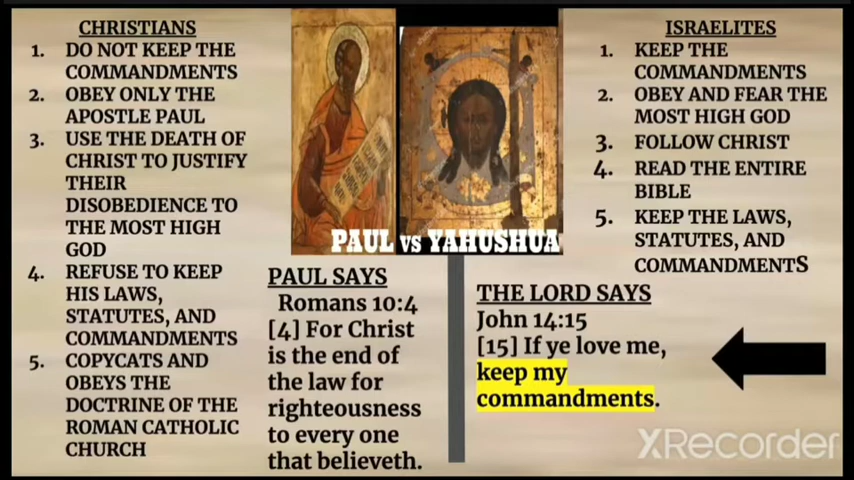 CHRISTIANS
1. DO NOT KEEP THE
COMMANDMENTS
2. OBEY ONLY THE
APOSTLE PAUL
3. USE THE DEATH OF
CHRIST TO JUSTIFY
THEIR
DISOBEDIENCE TO
THE MOST HIGH
GOD
4. REFUSE TO KEEP
HIS LAWS,
STATUTES, AND
COMMANDMENTS
5. COPYCATS AND
OBEYS THE
DOCTRINE OF THE
ROMAN CATHOLIC
CHURCH
PAUL vs YAHUSHUA
PAUL SAYS
Romans 10:4
[4] For Christ
is the end of
the law for
righteousness
to every one
that believeth.
ISRAELITES
1. KEEP THE
COMMANDMENTS
2. OBEY AND FEAR THE
MOST HIGH GOD
3. FOLLOW CHRIST
4. READ THE ENTIRE
BIBLE
5. KEEP THE LAWS,
STATUTES, AND
COMMANDMENTS
THE LORD SAYS
John 14:15
[15] If ye love me,
keep my
commandments.
XRecorder